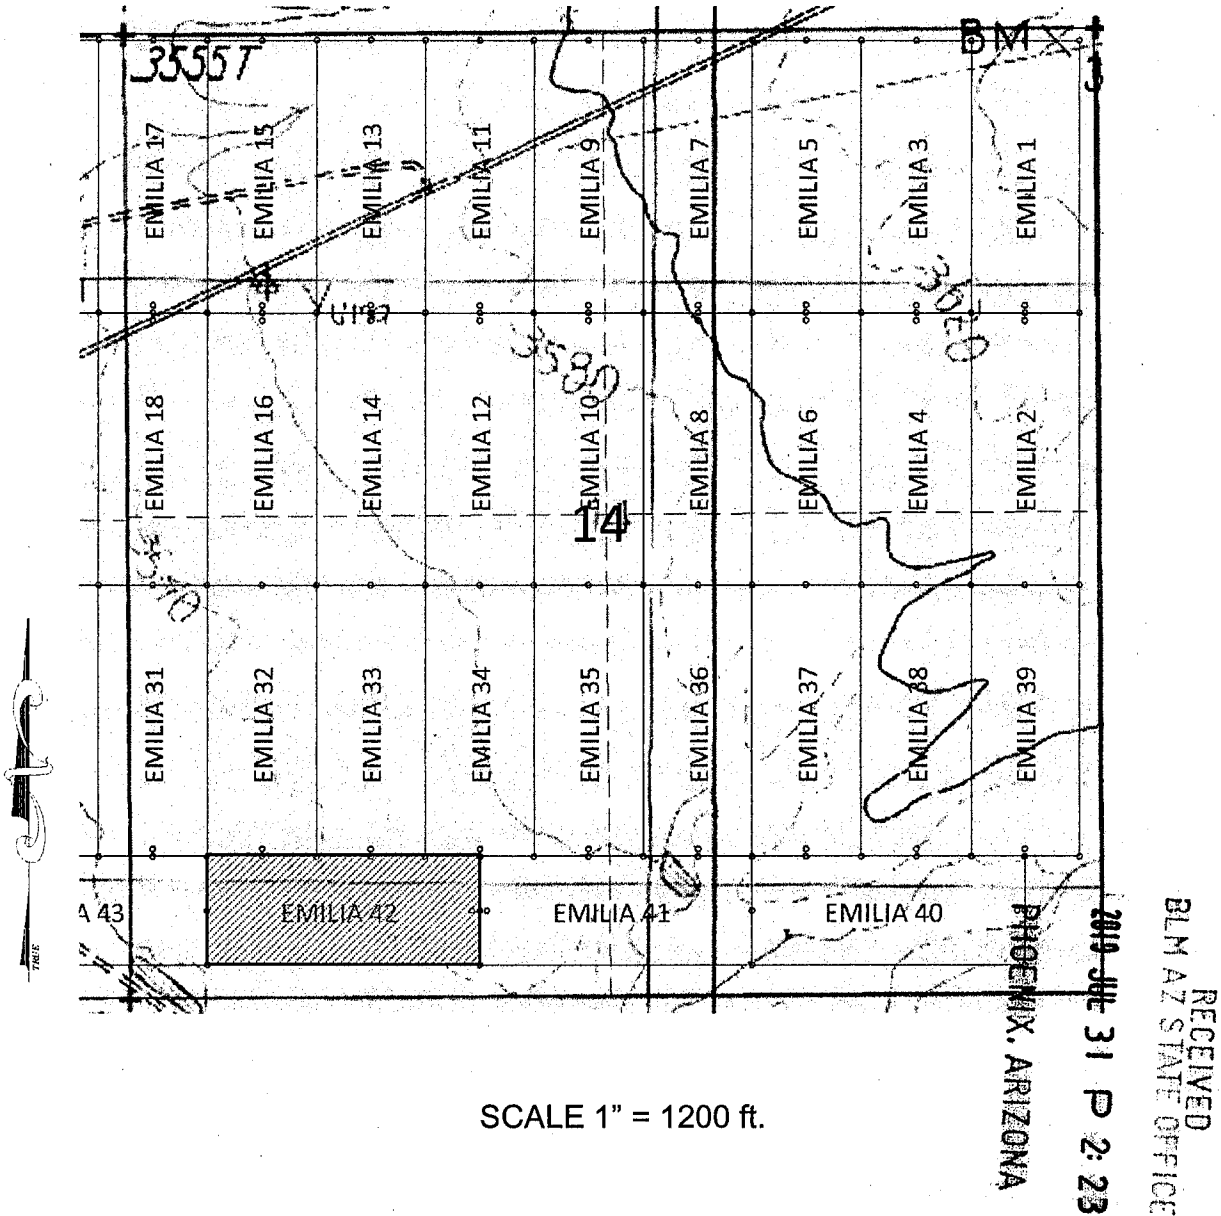 BM
3555T
13
EMILIA 17
EMILIA 15
EMILIA 13
EMILIA 11
EMILIA 9
EMILIA 7
EMILIA 5
EMILIA 3
EMILIA 1
3620
3580
EMILIA 18
EMILIA 16
EMILIA 14
EMILIA 12
EMILIA 10
EMILIA 8
EMILIA 6
EMILIA 4
EMILIA 2
14
EMILIA 31
EMILIA 32
EMILIA 33
EMILIA 34
EMILIA 35
EMILIA 36
EMILIA 37
EMILIA 38
EMILIA 39
A 43
EMILIA 42
EMILIA 41
EMILIA 40
TRUE
SCALE 1" = 1200 ft.
RECEIVED
BLM AZ STATE OFFICE
2019 JUL 31 P 2:23
PHOENIX, ARIZONA